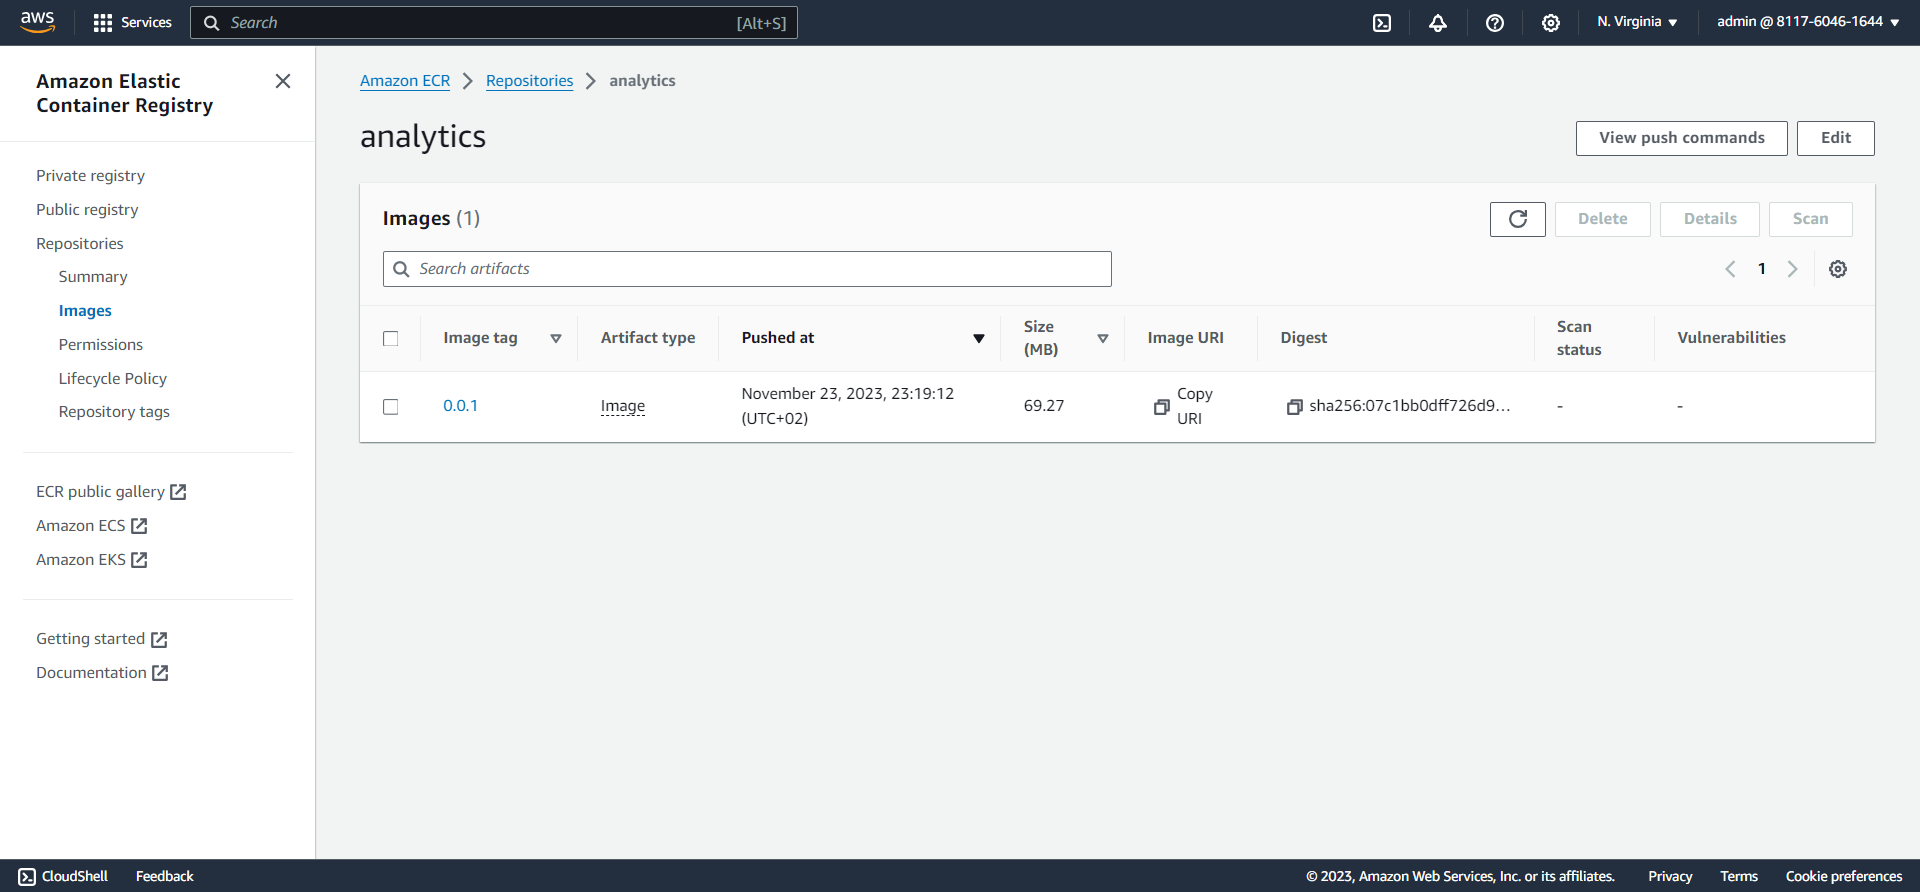 aws
Services
Search
[Alt+S]
N. Virginia
admin @ 8117-6046-1644
Amazon Elastic
Container Registry
Private registry
Public registry
Repositories
Summary
Images
Permissions
Lifecycle Policy
Repository tags
ECR public gallery
Amazon ECS
Amazon EKS
Getting started
Documentation
Amazon ECR
Repositories
analytics
analytics
View push commands
Edit
Images (1)
Delete
Details
Scan
Search artifacts
1
Image tag
Artifact type
Pushed at
Size
(MB)
Image URI
Digest
Scan
status
Vulnerabilities
0.0.1
Image
November 23, 2023, 23:19:12
(UTC+02)
69.27
Copy
URI
sha256:07c1bb0dff726d9...
-
-
CloudShell
Feedback
© 2023, Amazon Web Services, Inc. or its affiliates.
Privacy
Terms
Cookie preferences